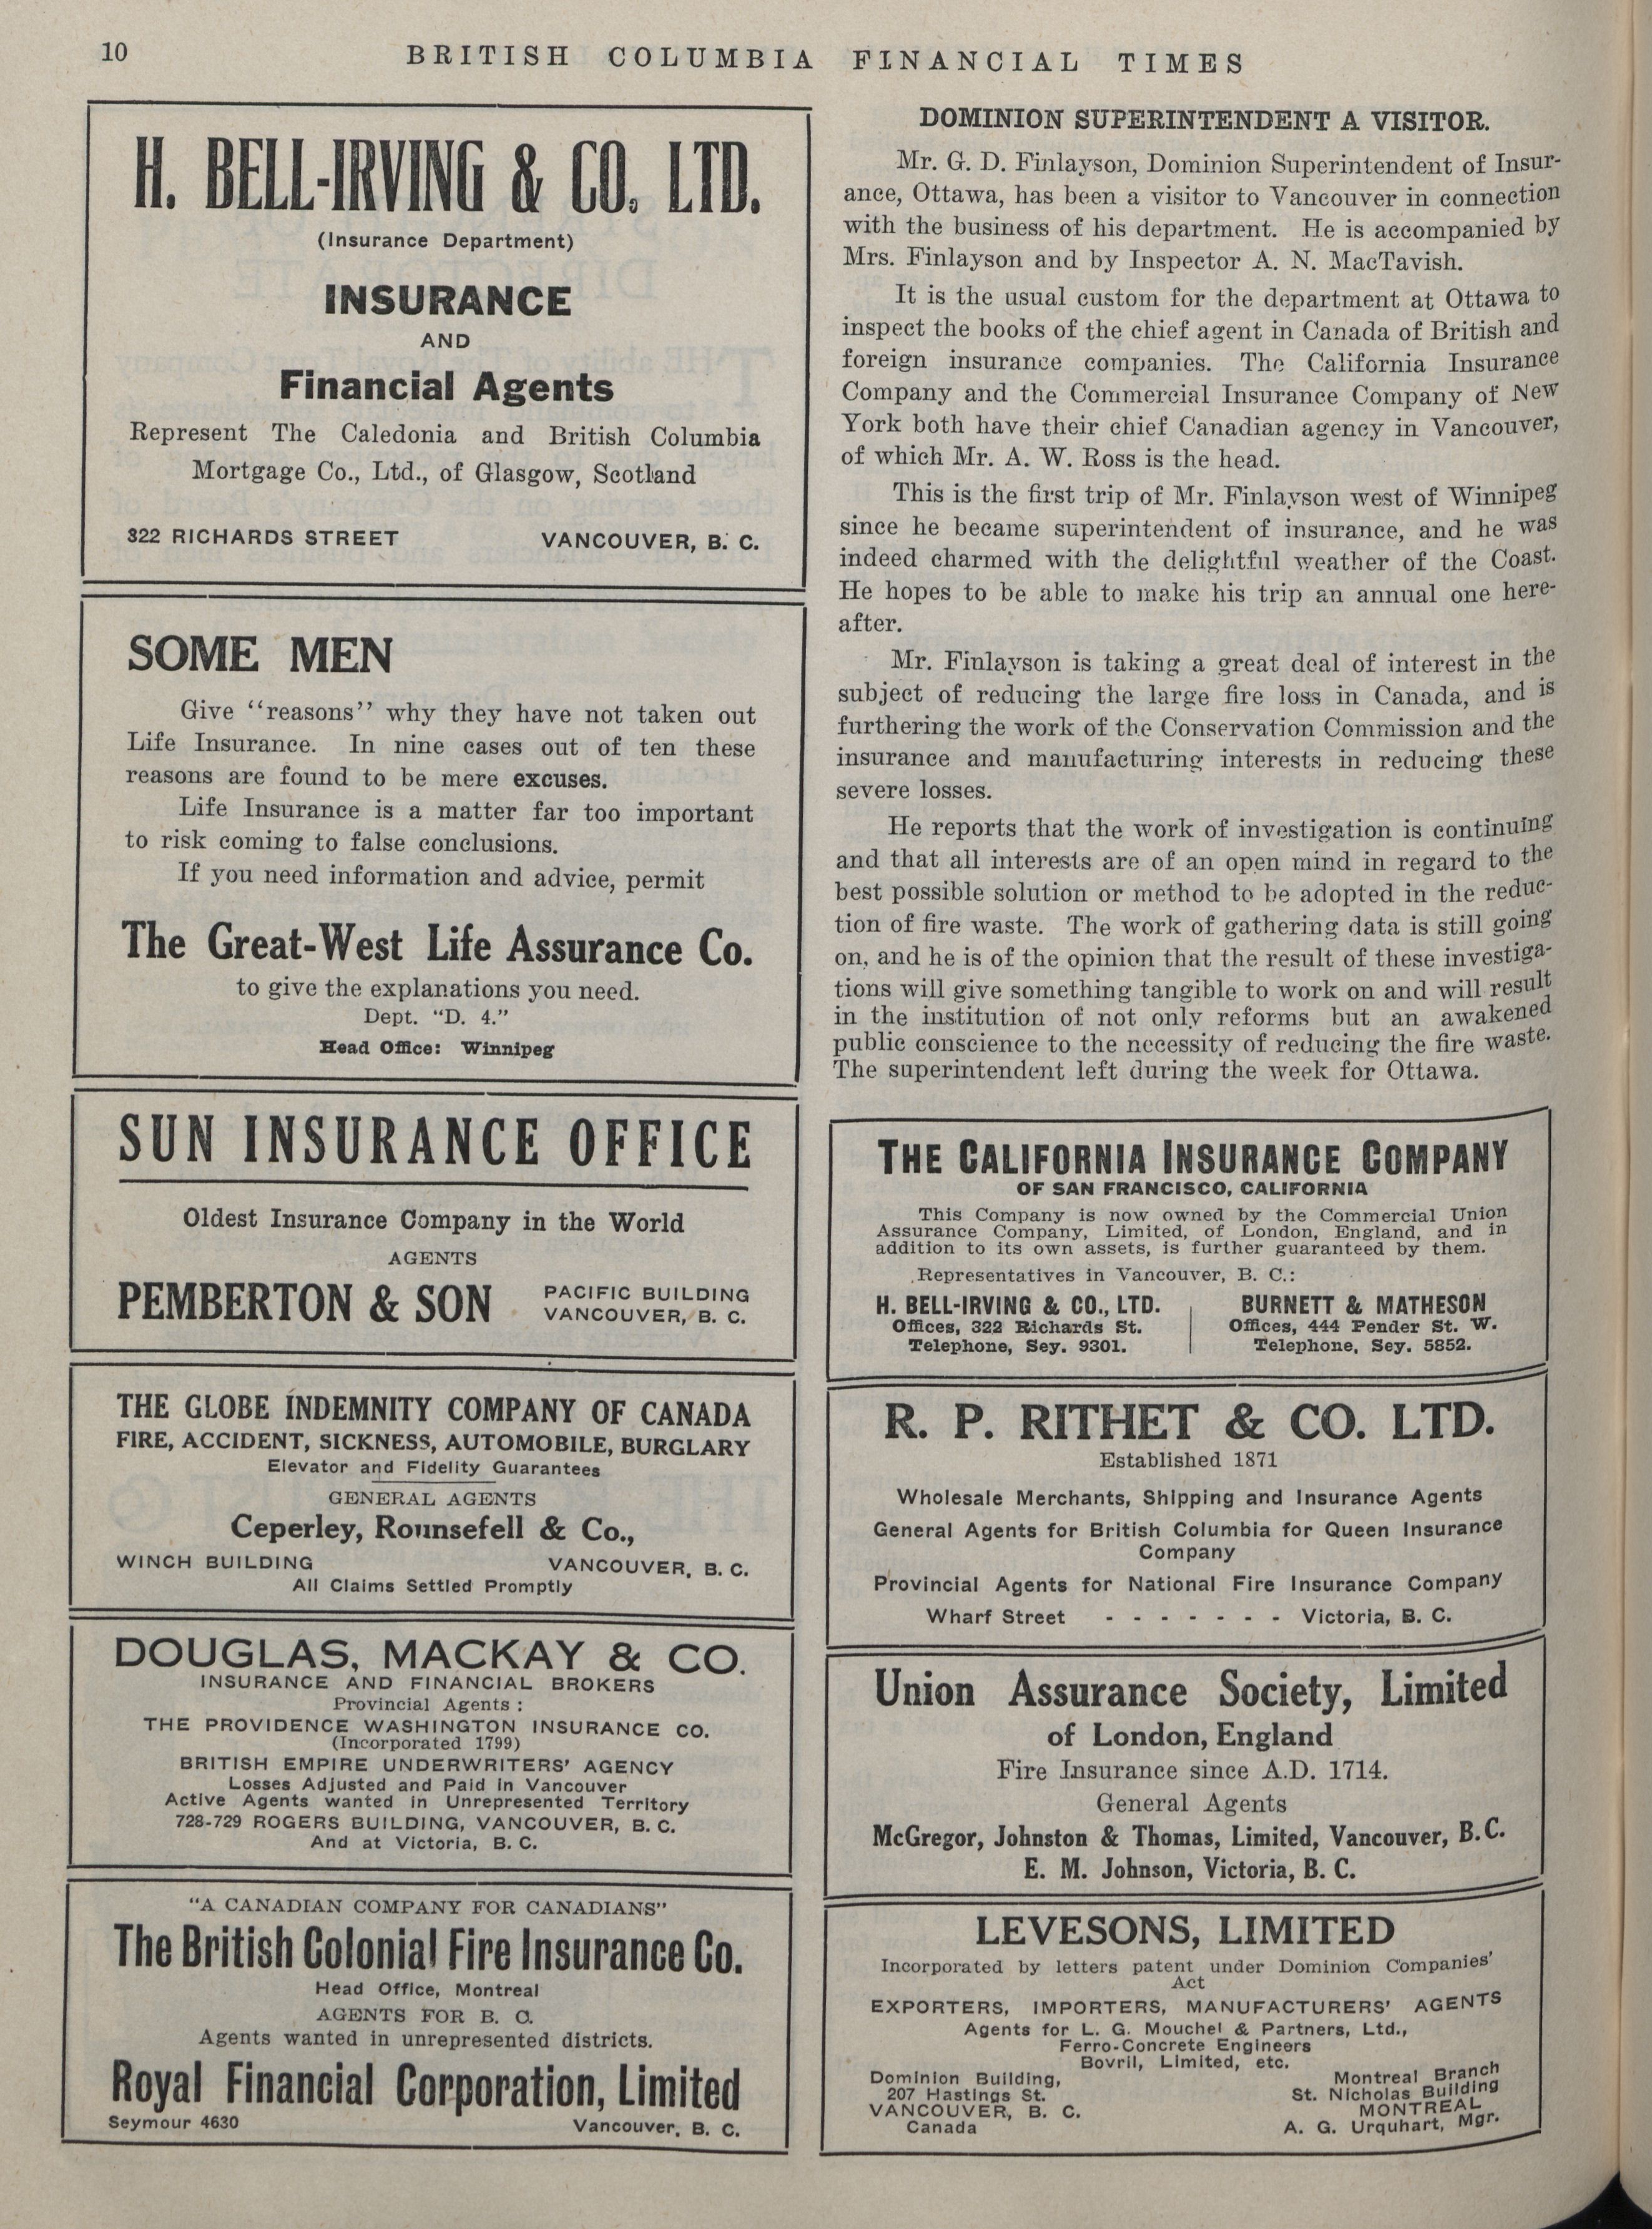 10
BRITISH COLUMBIA FINANCIAL TIMES
H. BELL-IRVING & CO. LTD.
(Insurance Department)
INSURANCE
AND
Financial Agents
Represent The Caledonia and British Columbia
Mortgage Co., Ltd., of Glasgow, Scotland
322 RICHARDS STREET VANCOUVER, B. C.
SOME MEN
Give "reasons" why they have not taken out
Life Insurance. In nine cases out of ten these
reasons are found to be mere excuses.
Life Insurance is a matter far too important
to risk coming to false conclusions.
If you need information and advice, permit
The Great-West Life Assurance Co.
to give the explanations you need.
Dept. "D. 4."
Head Office: Winnipeg
SUN INSURANCE OFFICE
Oldest Insurance Company in the World
AGENTS
PEMBERTON & SON PACIFIC BUILDING
VANCOUVER, B. C.
THE GLOBE INDEMNITY COMPANY OF CANADA
FIRE, ACCIDENT, SICKNESS, AUTOMOBILE, BURGLARY
Elevator and Fidelity Guarantees
GENERAL AGENTS
Ceperley, Rounsefell & Co.,
WINCH BUILDING VANCOUVER, B. C.
All Claims Settled Promptly
DOUGLAS, MACKAY & CO.
INSURANCE AND FINANCIAL BROKERS
Provincial Agents :
THE PROVIDENCE WASHINGTON INSURANCE CO.
(Incorporated 1799)
BRITISH EMPIRE UNDERWRITERS' AGENCY
Losses Adjusted and Paid in Vancouver
Active Agents wanted in Unrepresented Territory
728-729 ROGERS BUILDING, VANCOUVER, B. C.
And at Victoria, B. C.
"A CANADIAN COMPANY FOR CANADIANS"
The British Colonial Fire Insurance Co.
Head Office, Montreal
AGENTS FOR B. C.
Agents wanted in unrepresented districts.
Royal Financial Corporation, Limited
Seymour 4630 Vancouver, B. C.
DOMINION SUPERINTENDENT A VISITOR.
Mr. G. D. Finlayson, Dominion Superintendent of Insur-
ance, Ottawa, has been a visitor to Vancouver in connection
with the business of his department. He is accompanied by
Mrs. Finlayson and by Inspector A. N. MacTavish.
It is the usual custom for the department at Ottawa to
inspect the books of the chief agent in Canada of British and
foreign insurance companies. The California Insurance
Company and the Commercial Insurance Company of New
York both have their chief Canadian agency in Vancouver,
of which Mr. A. W. Ross is the head.
This is the first trip of Mr. Finlayson west of Winnipeg
since he became superintendent of insurance, and he was
indeed charmed with the delightful weather of the Coast.
He hopes to be able to make his trip an annual one here-
after.
Mr. Finlayson is taking a great deal of interest in the
subject of reducing the large fire loss in Canada, and is
furthering the work of the Conservation Commission and the
insurance and manufacturing interests in reducing these
severe losses.
He reports that the work of investigation is continuing
and that all interests are of an open mind in regard to the
best possible solution or method to be adopted in the reduc-
tion of fire waste. The work of gathering data is still going
on, and he is of the opinion that the result of these investiga-
tions will give something tangible to work on and will result
in the institution of not only reforms but an awakened
public conscience to the necessity of reducing the fire waste.
The superintendent left during the week for Ottawa.
THE CALIFORNIA INSURANCE COMPANY
OF SAN FRANCISCO, CALIFORNIA
This Company is now owned by the Commercial Union
Assurance Company, Limited, of London, England, and in
addition to its own assets, is further guaranteed by them.
Representatives in Vancouver, B. C.:
H. BELL-IRVING & CO., LTD.
Offices, 322 Richards St.
Telephone, Sey. 9301.
BURNETT & MATHESON
Offices, 444 Pender St. W.
Telephone, Sey. 5852.
R. P. RITHET & CO. LTD.
Established 1871
Wholesale Merchants, Shipping and Insurance Agents
General Agents for British Columbia for Queen Insurance
Company
Provincial Agents for National Fire Insurance Company
Wharf Street - - - - - - - Victoria, B. C.
Union Assurance Society, Limited
of London, England
Fire Insurance since A.D. 1714.
General Agents
McGregor, Johnston & Thomas, Limited, Vancouver, B.C.
E. M. Johnson, Victoria, B. C.
LEVESONS, LIMITED
Incorporated by letters patent under Dominion Companies'
Act
EXPORTERS, IMPORTERS, MANUFACTURERS' AGENTS
Agents for L. G. Mouchel & Partners, Ltd.,
Ferro-Concrete Engineers
Bovril, Limited, etc.
Dominion Building,
207 Hastings St.
VANCOUVER, B. C.
Canada
Montreal Branch
St. Nicholas Building
MONTREAL
A. G. Urquhart, Mgr.